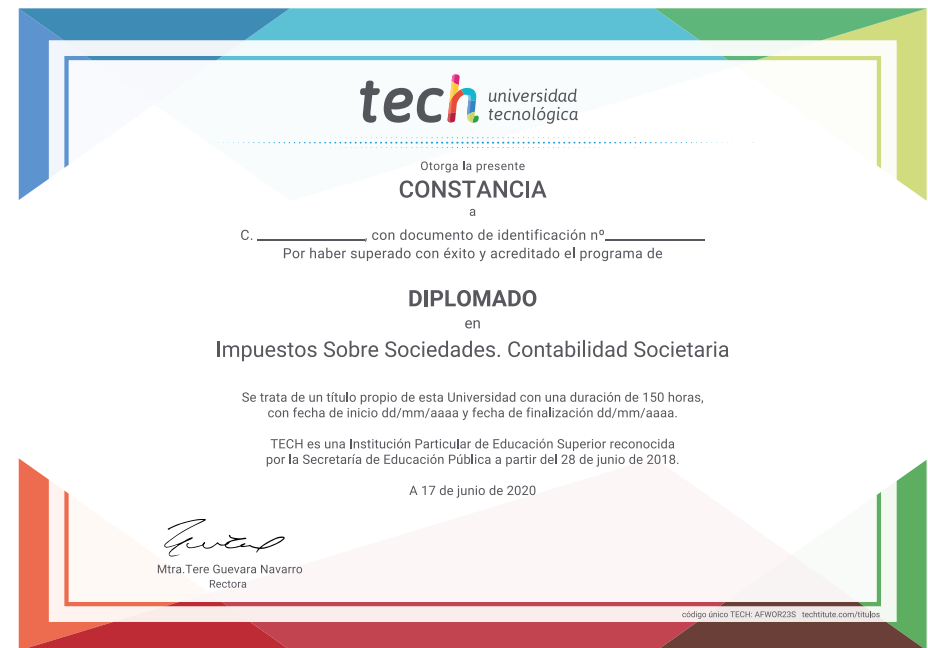 tech universidad
tecnológica
Otorga la presente
CONSTANCIA
a
C. ______________, con documento de identificación nº_____________
Por haber superado con éxito y acreditado el programa de
DIPLOMADO
en
Impuestos Sobre Sociedades. Contabilidad Societaria
Se trata de un título propio de esta Universidad con una duración de 150 horas,
con fecha de inicio dd/mm/aaaa y fecha de finalización dd/mm/aaaa.
TECH es una Institución Particular de Educación Superior reconocida
por la Secretaría de Educación Pública a partir del 28 de junio de 2018.
A 17 de junio de 2020
Mtra.Tere Guevara Navarro
Rectora
código único TECH: AFWOR23S techtitute.com/titulos